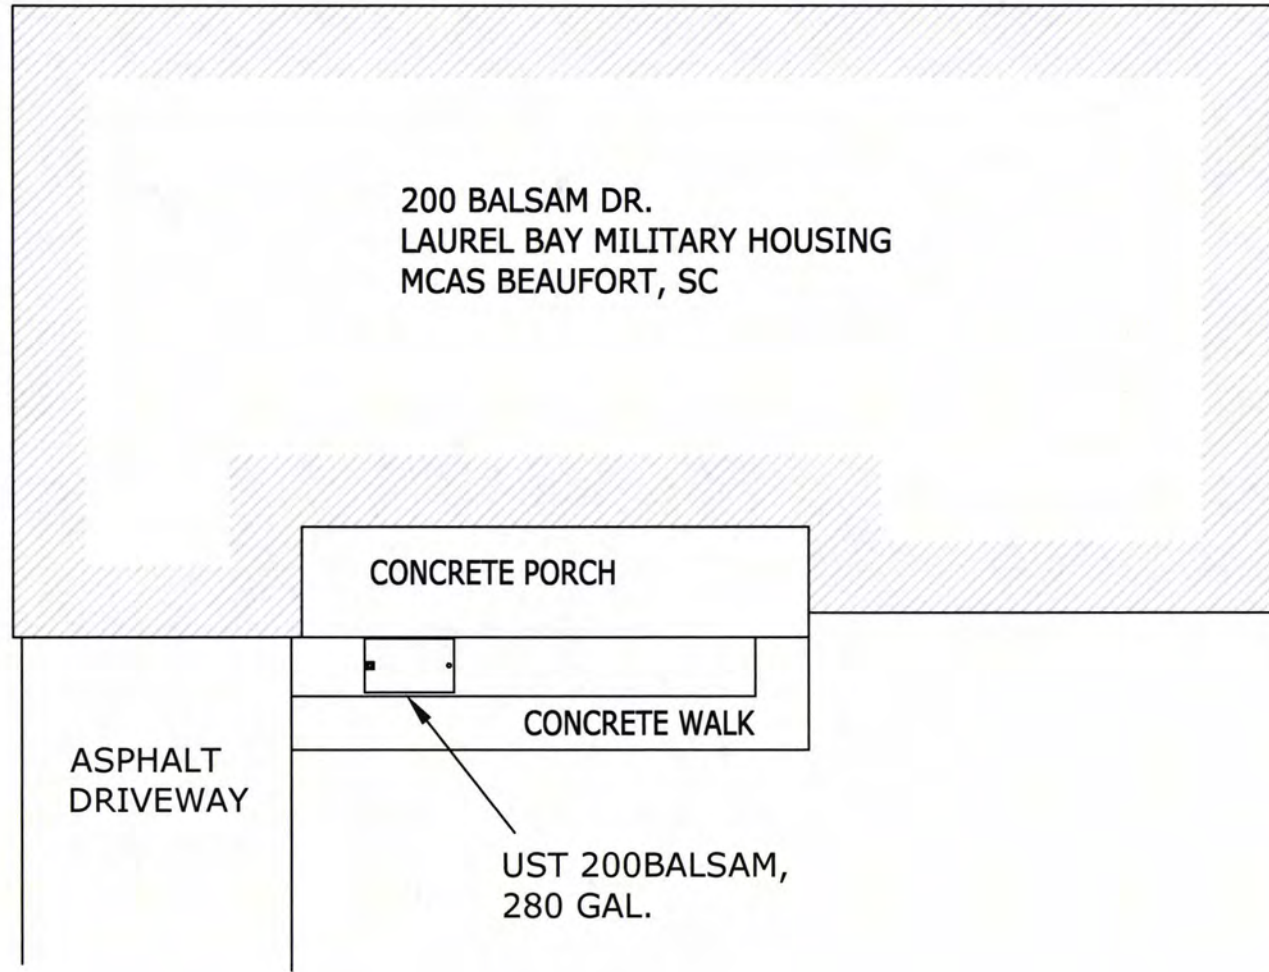 200 BALSAM DR.
LAUREL BAY MILITARY HOUSING
MCAS BEAUFORT, SC
CONCRETE PORCH
CONCRETE WALK
ASPHALT
DRIVEWAY
UST 200BALSAM,
280 GAL.